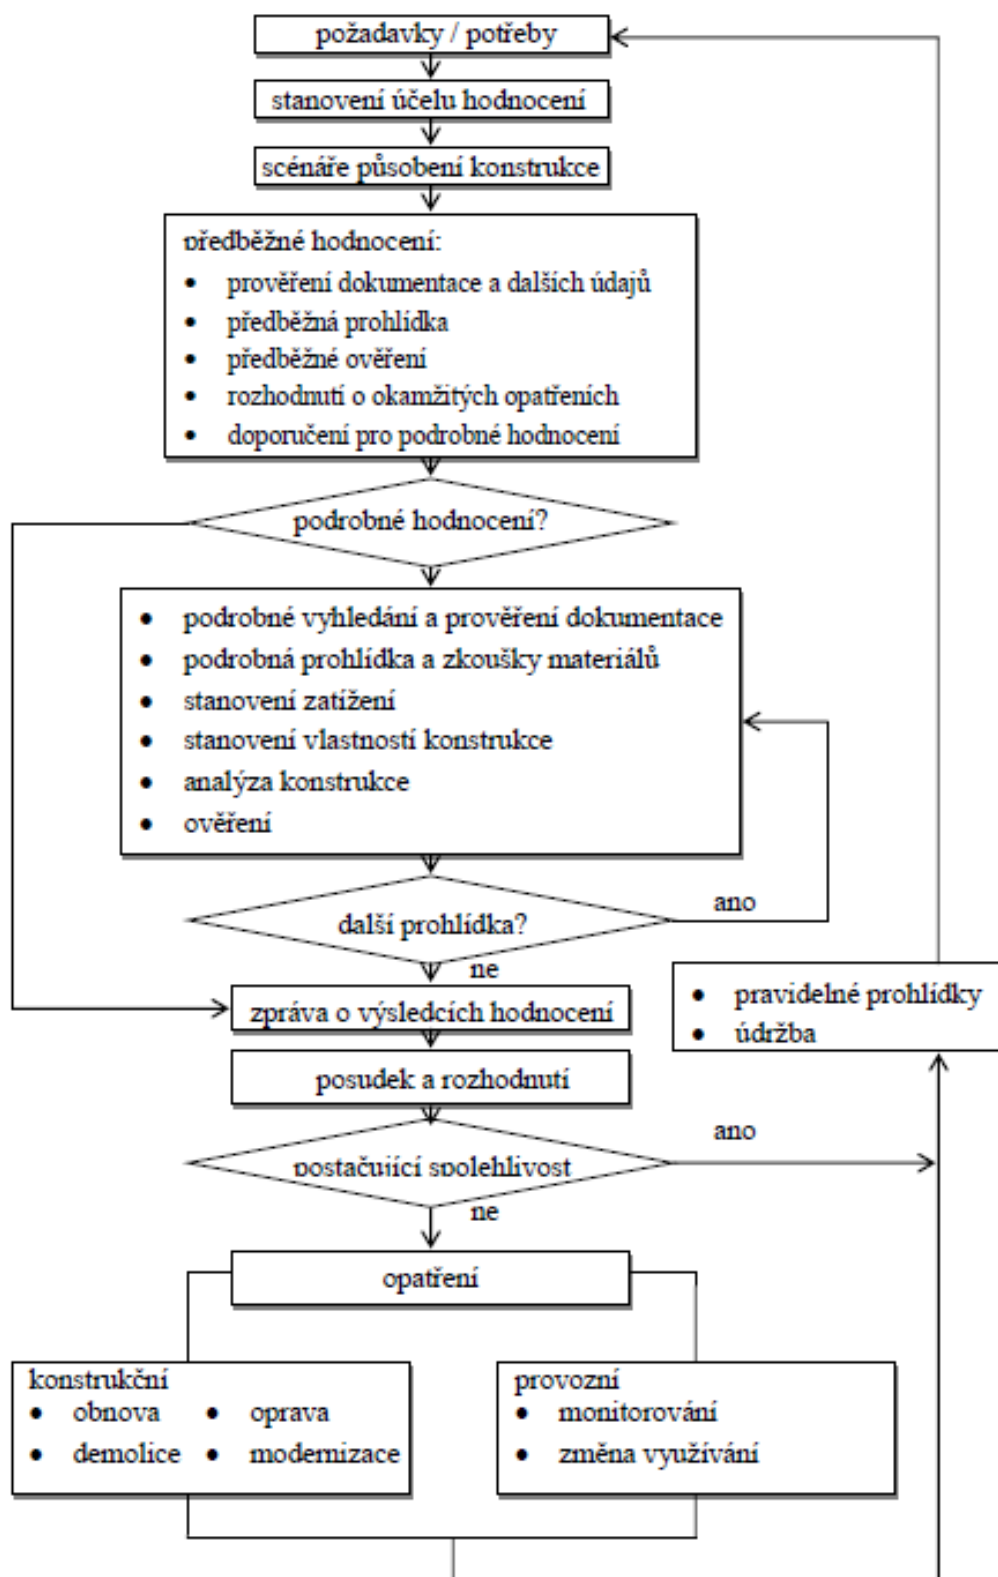 požadavky / potřeby
stanovení účelu hodnocení
scénáře působení konstrukce
předběžné hodnocení:
• prověření dokumentace a dalších údajů
• předběžná prohlídka
• předběžné ověření
• rozhodnutí o okamžitých opatřeních
• doporučení pro podrobné hodnocení
podrobné hodnocení?
• podrobné vyhledání a prověření dokumentace
• podrobná prohlídka a zkoušky materiálů
• stanovení zatížení
• stanovení vlastností konstrukce
• analýza konstrukce
• ověření
další prohlídka?
ano
ne
zpráva o výsledcích hodnocení
• pravidelné prohlídky
• údržba
posudek a rozhodnutí
postačující spolehlivost
ano
ne
opatření
konstrukční
• obnova • oprava
• demolice • modernizace
provozní
• monitorování
• změna využívání